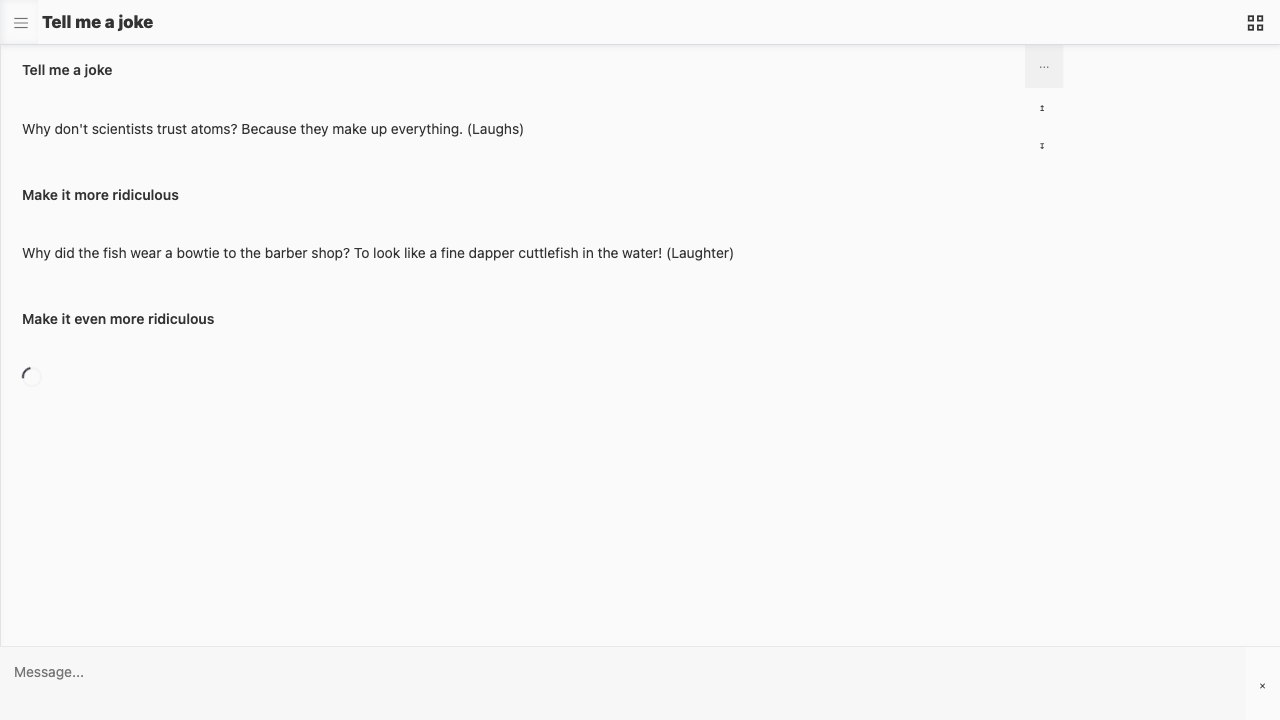 Tell me a joke
Tell me a joke
...
Why don't scientists trust atoms? Because they make up everything. (Laughs)
Make it more ridiculous
Why did the fish wear a bowtie to the barber shop? To look like a fine dapper cuttlefish in the water! (Laughter)
Make it even more ridiculous
Message...